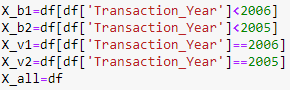 X_b1=df[df['Transaction_Year']<2006]
X_b2=df[df['Transaction_Year']<2005]
X_v1=df[df['Transaction_Year']==2006]
X_v2=df[df['Transaction_Year']==2005]
X_all=df